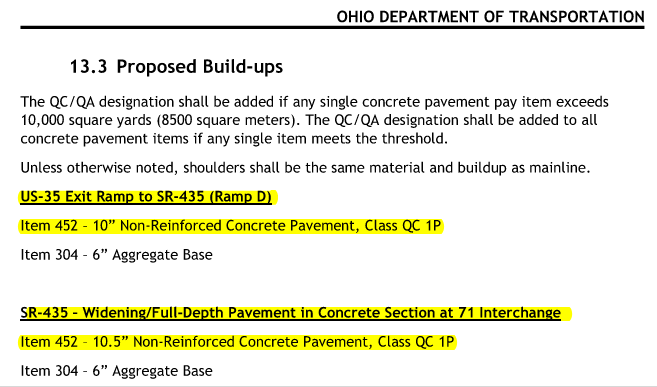 OHIO DEPARTMENT OF TRANSPORTATION
13.3 Proposed Build-ups
The QC/QA designation shall be added if any single concrete pavement pay item exceeds
10,000 square yards (8500 square meters). The QC/QA designation shall be added to all
concrete pavement items if any single item meets the threshold.
Unless otherwise noted, shoulders shall be the same material and buildup as mainline.
US-35 Exit Ramp to SR-435 (Ramp D)
Item 452 – 10” Non-Reinforced Concrete Pavement, Class QC 1P
Item 304 – 6” Aggregate Base
SR-435 – Widening/Full-Depth Pavement in Concrete Section at 71 Interchange
Item 452 – 10.5” Non-Reinforced Concrete Pavement, Class QC 1P
Item 304 – 6” Aggregate Base